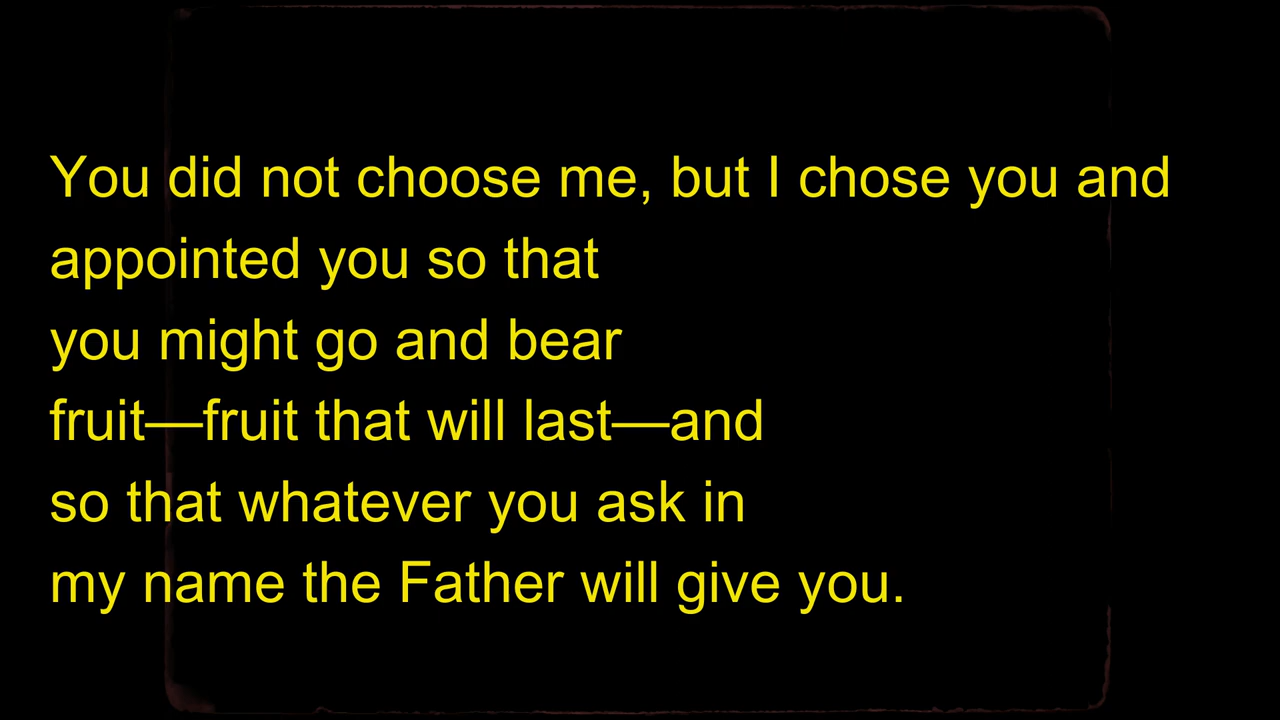 You did not choose me, but I chose you and
appointed you so that
you might go and bear
fruit—fruit that will last—and
so that whatever you ask in
my name the Father will give you.